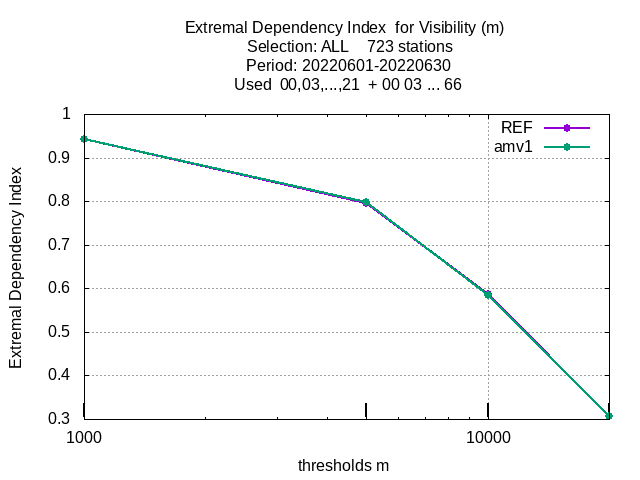 Extremal Dependency Index  for Visibility (m)
Selection: ALL    723 stations
Period: 20220601-20220630
Used  00,03,...,21  + 00 03 ... 66
REF
amv1
Extremal Dependency Index
1
0.9
0.8
0.7
0.6
0.5
0.4
0.3
1000
10000
thresholds m